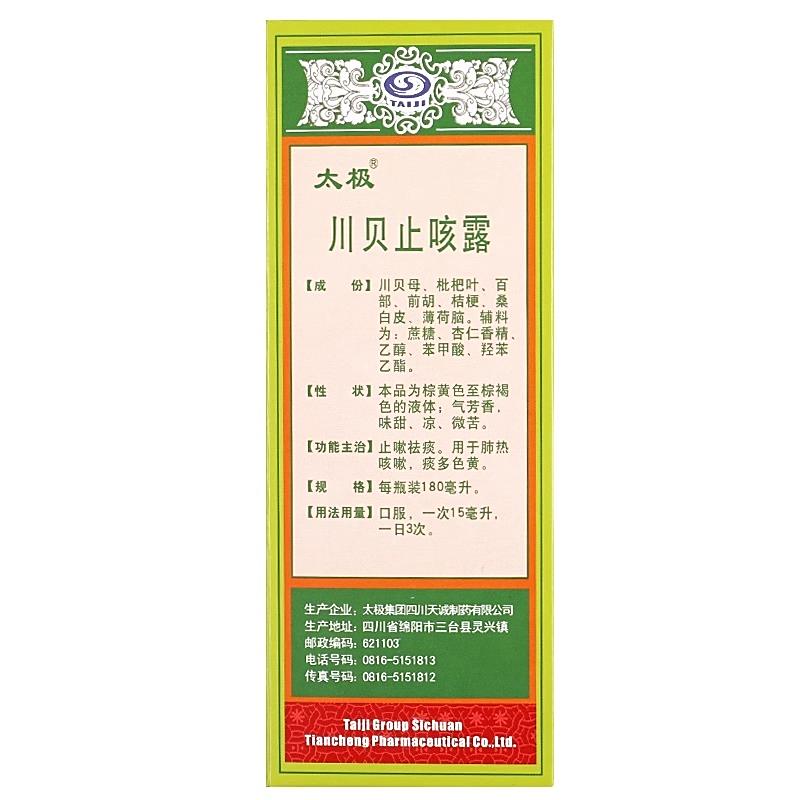 TAIJI
太极®
川贝止咳露
【成 份】川贝母、枇杷叶、百
部、前胡、桔梗、桑
白皮、薄荷脑。辅料
为:蔗糖、杏仁香精、
乙醇、苯甲酸、羟苯
乙酯。
【性 状】本品为棕黄色至棕褐
色的液体;气芳香,
味甜、凉、微苦。
【功能主治】止嗽祛痰。用于肺热
咳嗽,痰多色黄。
【规 格】每瓶装180毫升。
【用法用量】口服,一次15毫升,
一日3次。
生产企业:太极集团四川天诚制药有限公司
生产地址:四川省绵阳市三台县灵兴镇
邮政编码:621103
电话号码:0816-5151813
传真号码:0816-5151812
Taiji Group Sichuan
Tiancheng Pharmaceutical Co.,Ltd.